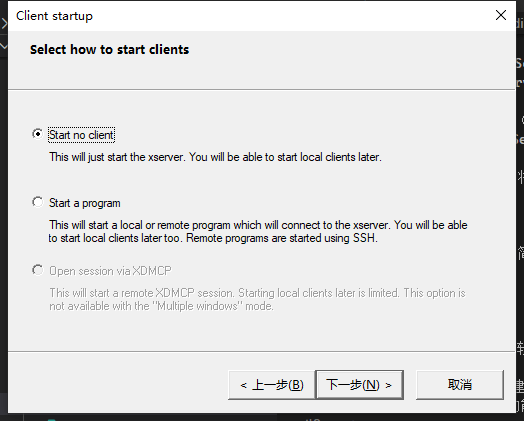 Client startup
Select how to start clients
Start no client
This will just start the xserver. You will be able to start local clients later.
Start a program
This will start a local or remote program which will connect to the xserver. You will be able
to start local clients later too. Remote programs are started using SSH.
Open session via XDMCP
This will start a remote XDMCP session. Starting local clients later is limited. This option is
not available with the "Multiple windows" mode.
< 上一步(B)
下一步(N) >
取消